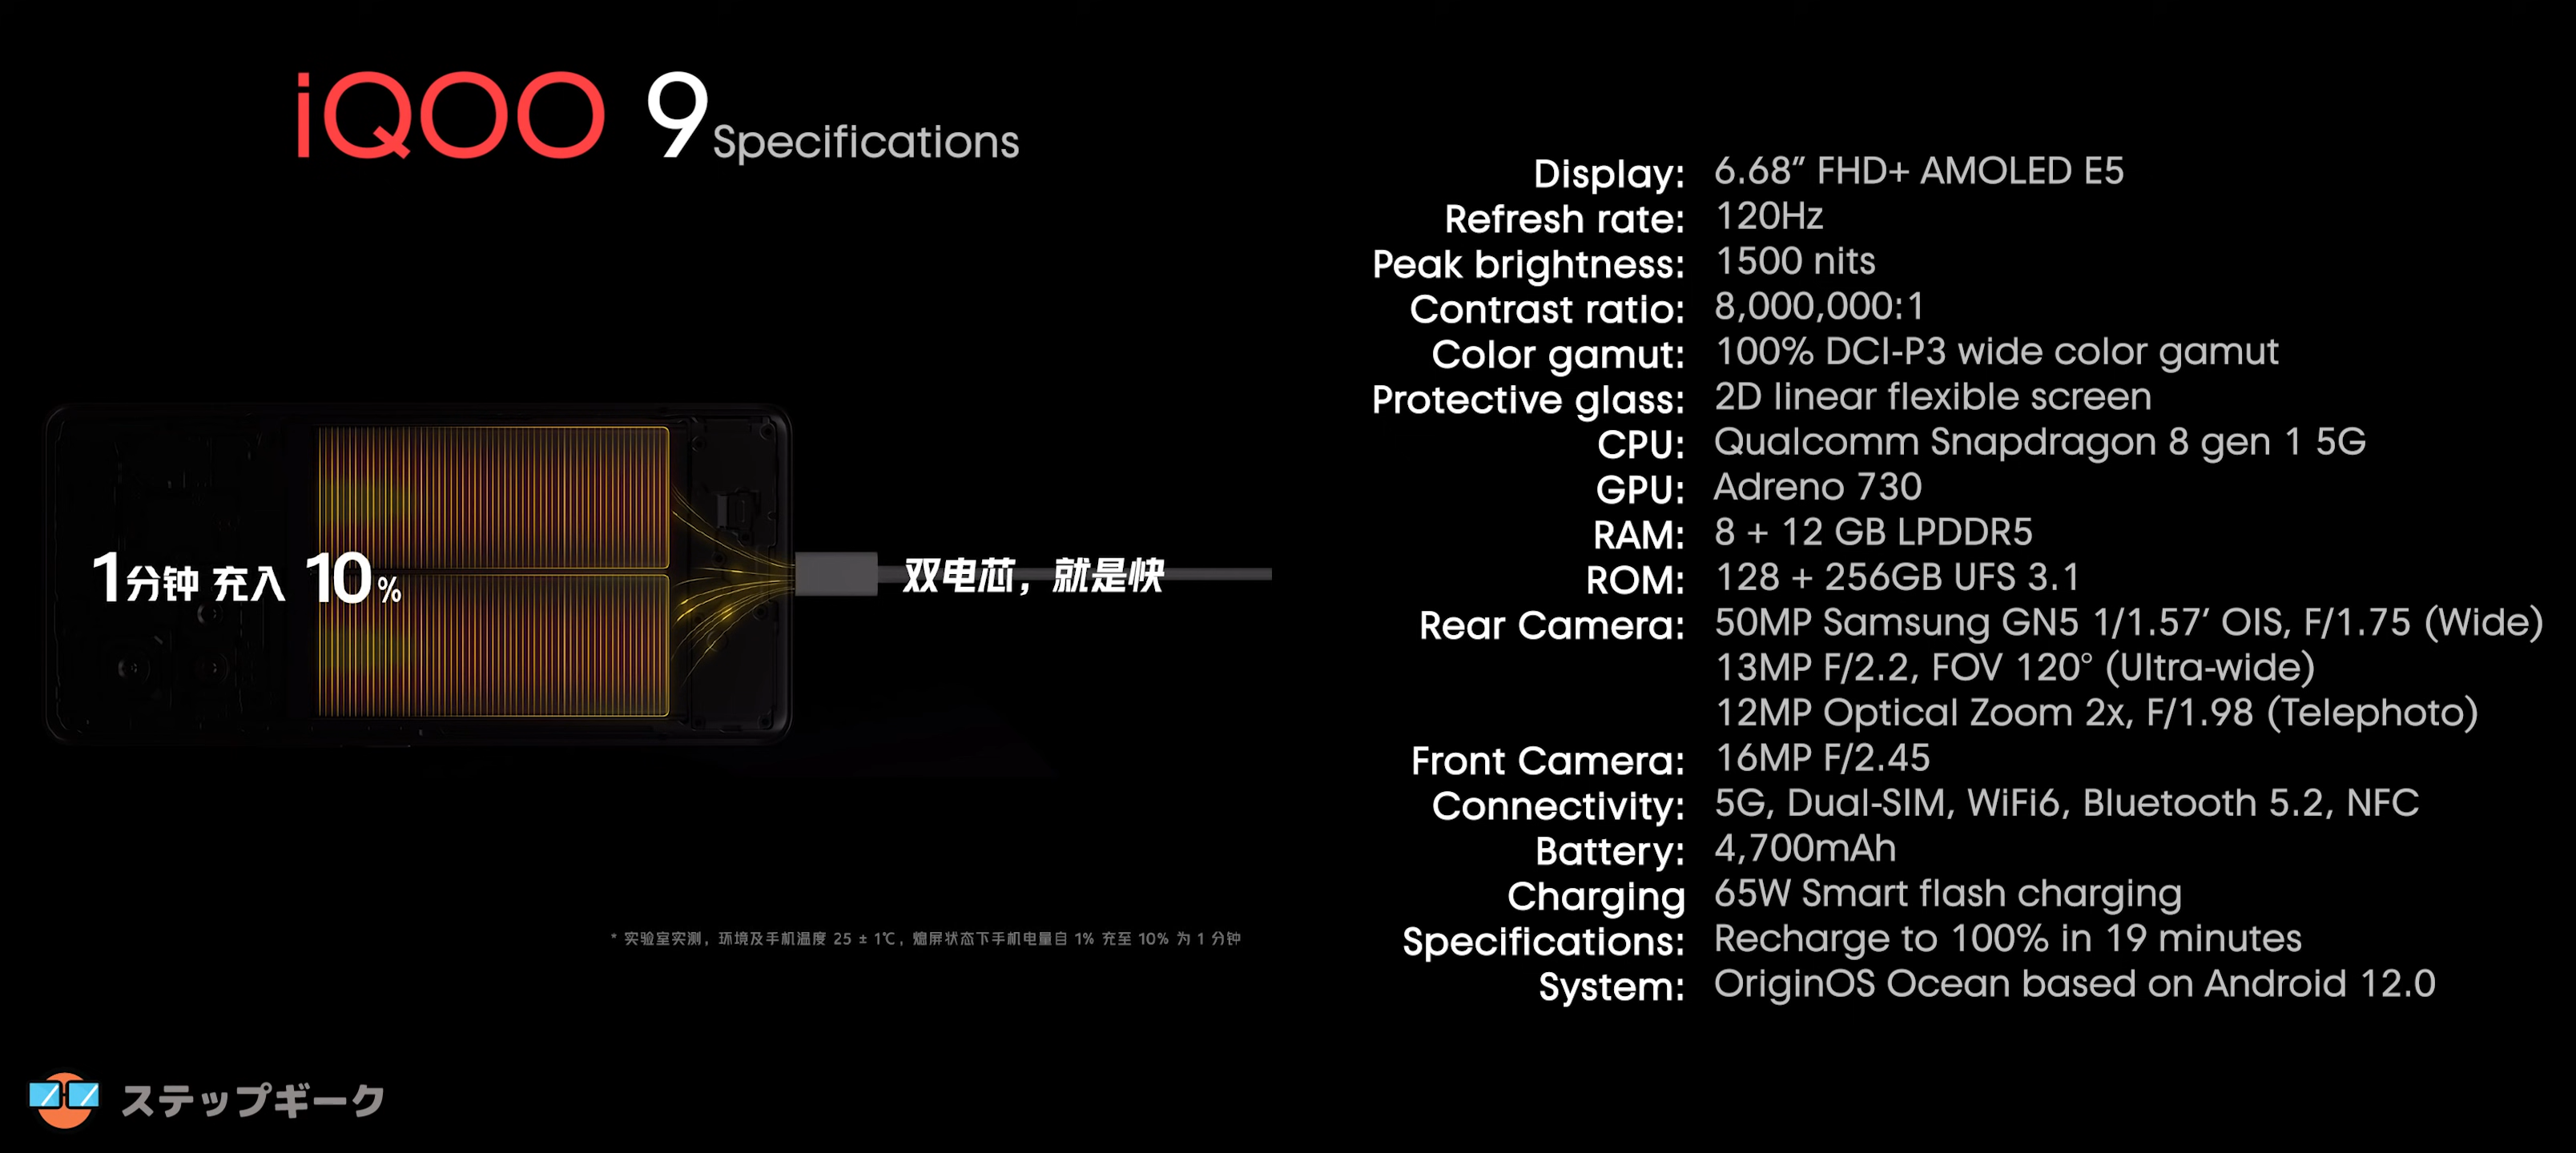 iQOO 9 Specifications
1分钟 充入 10%
双电芯，就是快
* 实验室实测，环境及手机温度 25 ± 1℃，熄屏状态下手机电量自 1% 充至 10% 为 1 分钟
ステップギーク
Display: 6.68” FHD+ AMOLED E5
Refresh rate: 120Hz
Peak brightness: 1500 nits
Contrast ratio: 8,000,000:1
Color gamut: 100% DCI-P3 wide color gamut
Protective glass: 2D linear flexible screen
CPU: Qualcomm Snapdragon 8 gen 1 5G
GPU: Adreno 730
RAM: 8 + 12 GB LPDDR5
ROM: 128 + 256GB UFS 3.1
Rear Camera: 50MP Samsung GN5 1/1.57’ OIS, F/1.75 (Wide)
13MP F/2.2, FOV 120° (Ultra-wide)
12MP Optical Zoom 2x, F/1.98 (Telephoto)
Front Camera: 16MP F/2.45
Connectivity: 5G, Dual-SIM, WiFi6, Bluetooth 5.2, NFC
Battery: 4,700mAh
Charging 65W Smart flash charging
Specifications: Recharge to 100% in 19 minutes
System: OriginOS Ocean based on Android 12.0